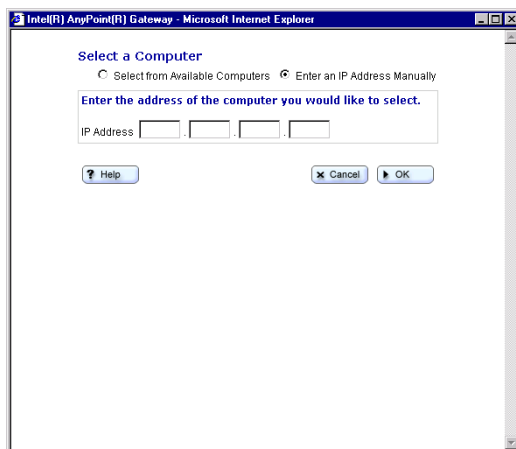 Intel(R) AnyPoint(R) Gateway - Microsoft Internet Explorer
Select a Computer
Select from Available Computers Enter an IP Address Manually
Enter the address of the computer you would like to select.
IP Address . . .
? Help Cancel OK